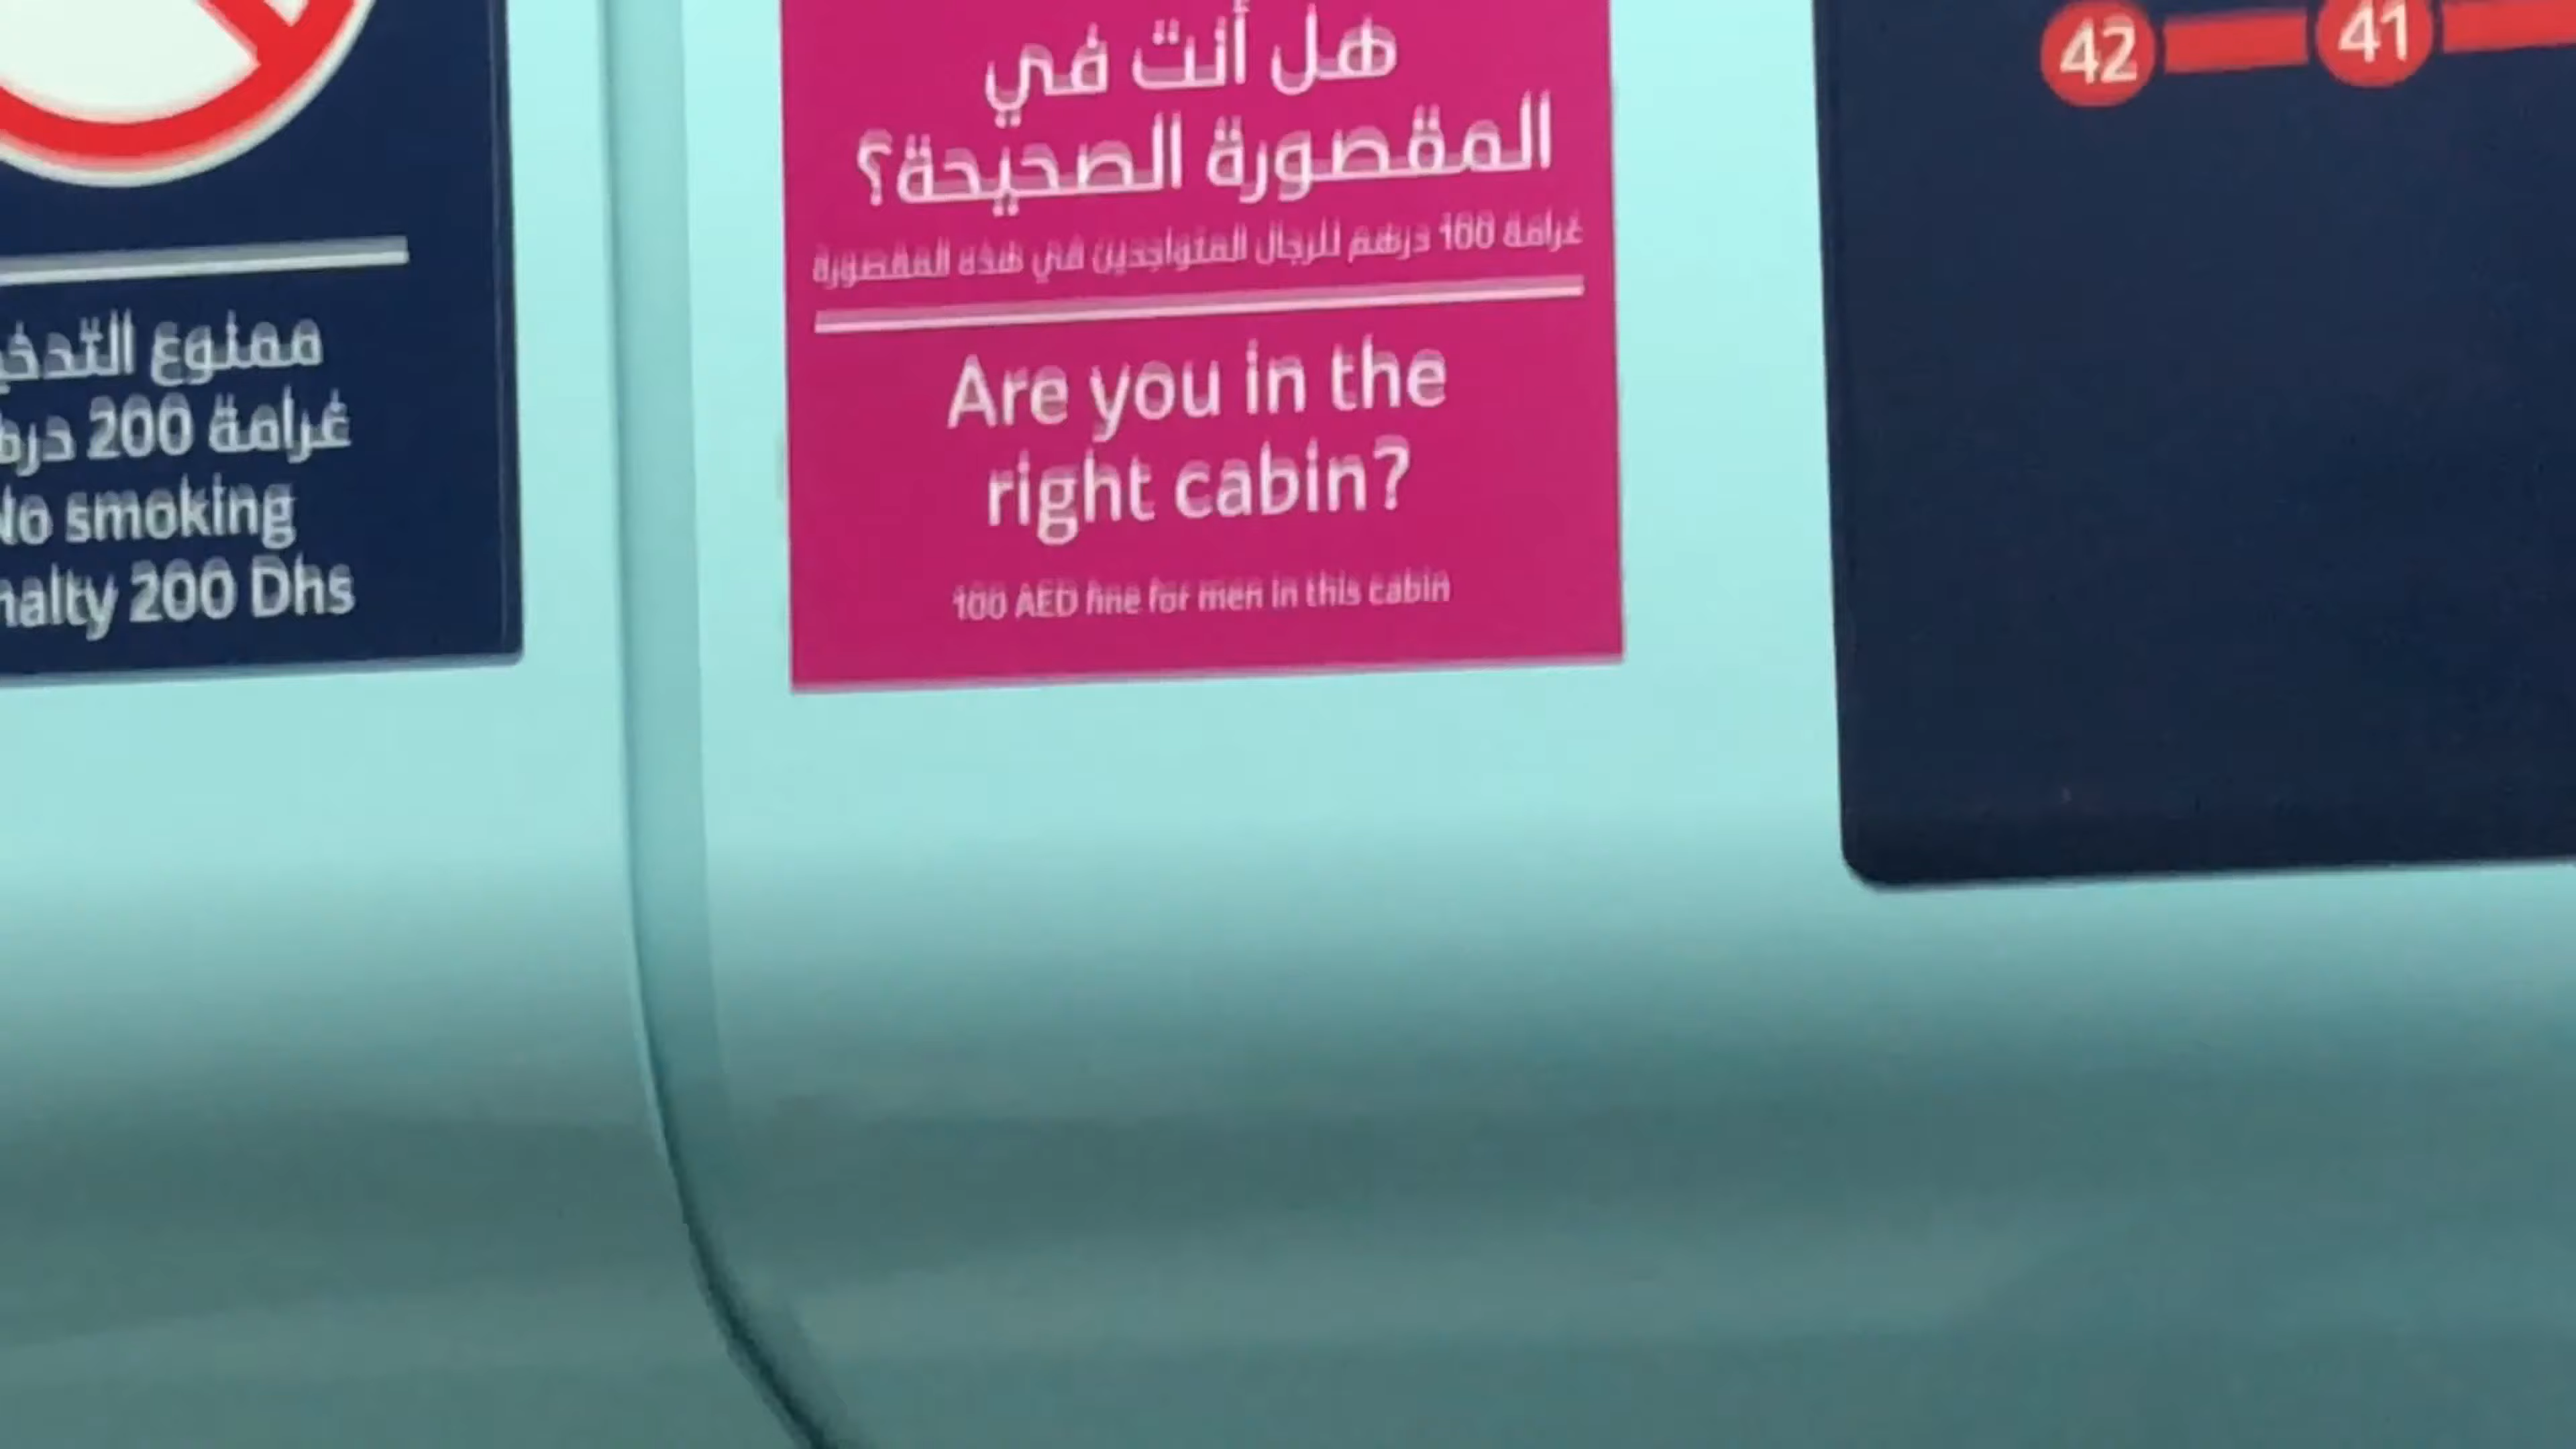 ممنوع
غرامة 200
smoking
200 Dhs
هل أنت في
المقصورة الصحيحة؟
غرامة 100 درهم للرجال المتواجدين في هذه المقصورة
Are you in the
right cabin?
100 AED fine for men in this cabin
42 41